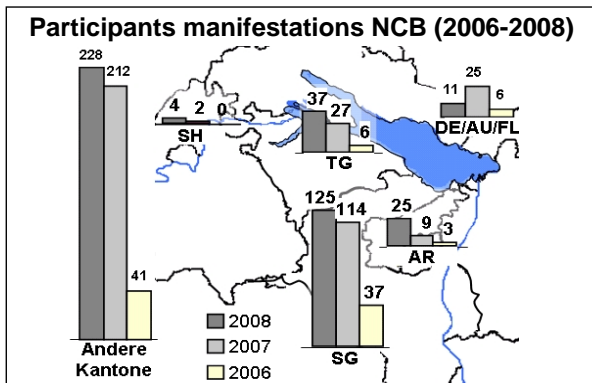 Participants manifestations NCB (2006-2008)
228
212
41
Andere
Kantone
4 2 0
SH
37
27
6
TG
11
25
6
DE/AU/FL
125
114
37
SG
25
9
3
AR
2008
2007
2006